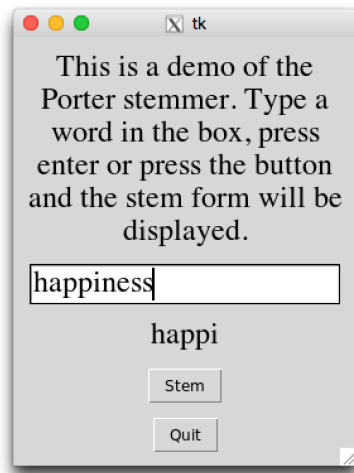 tk
This is a demo of the
Porter stemmer. Type a
word in the box, press
enter or press the button
and the stem form will be
displayed.
happiness
happi
Stem
Quit